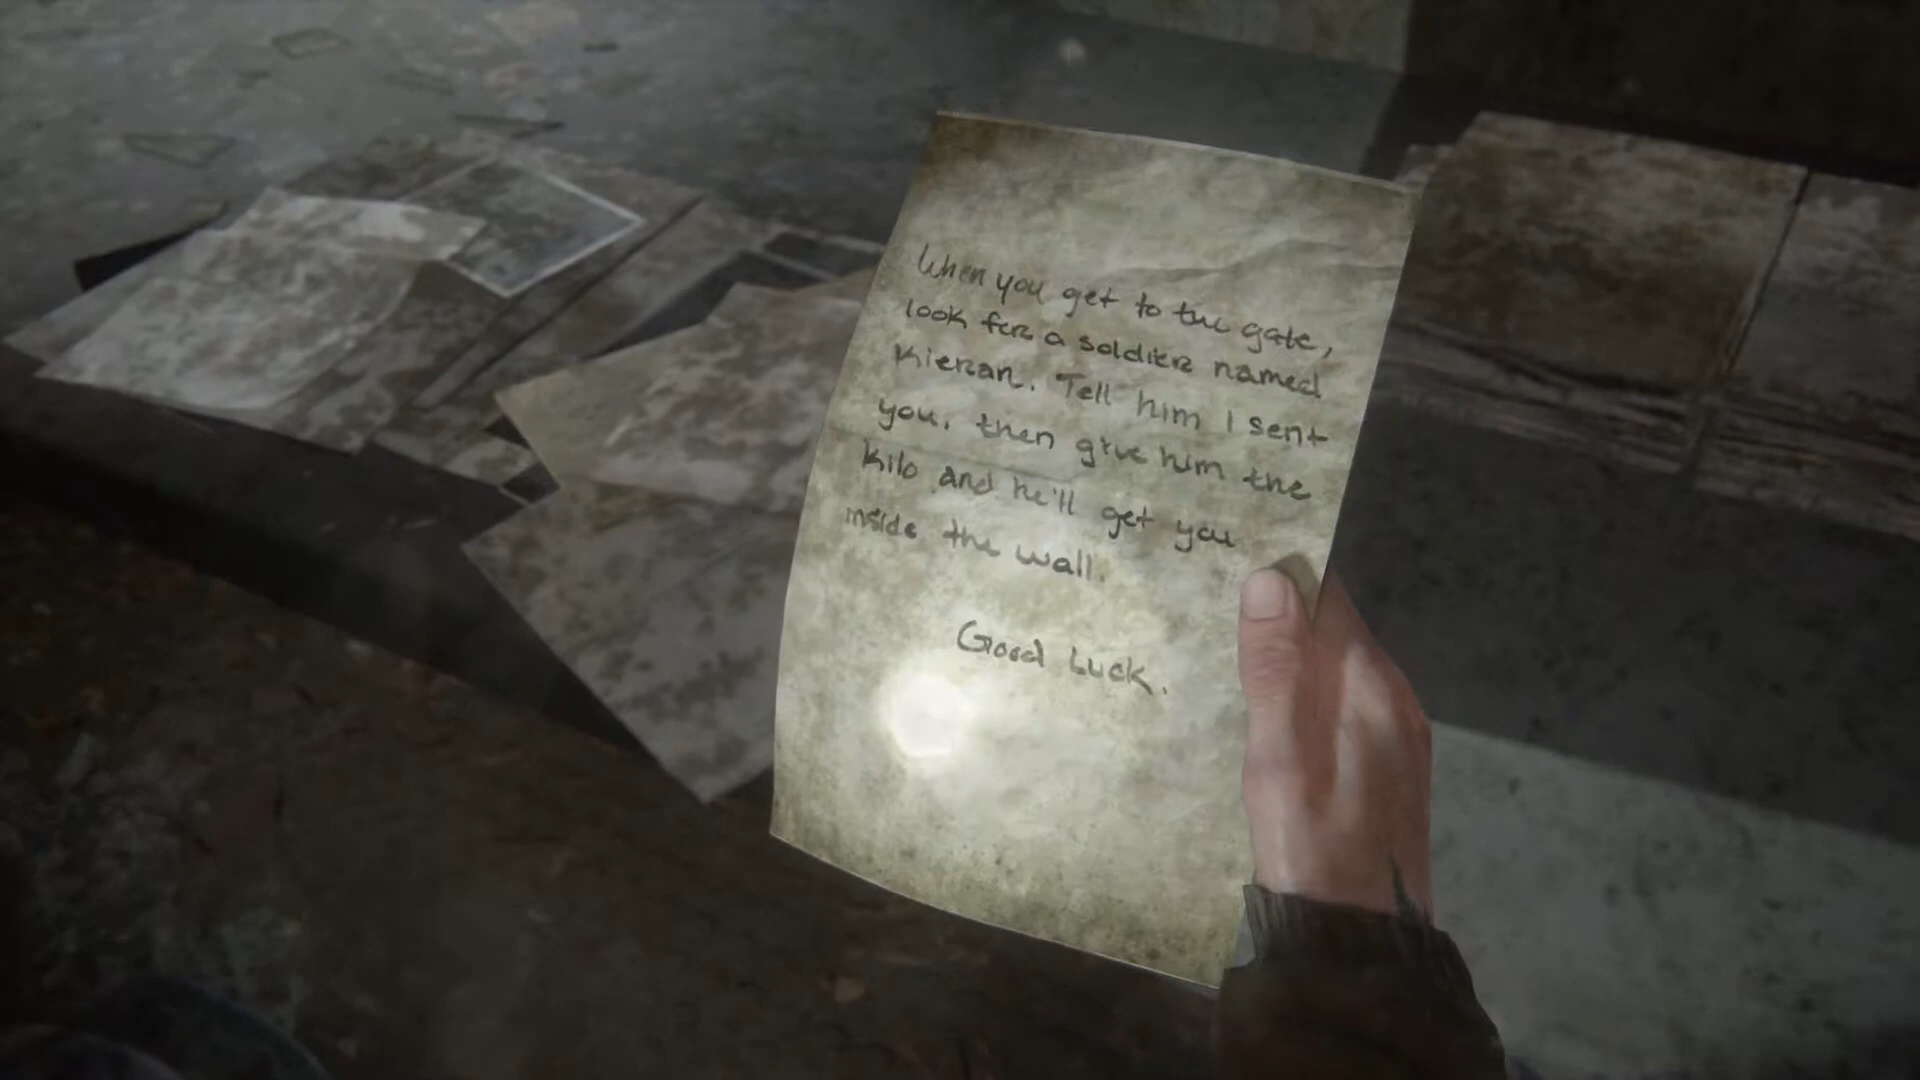 When you get to the gate,
look for a soldier named
Kieran. Tell him I sent
you, then give him the
kilo and he'll get you
inside the wall.
Good Luck.